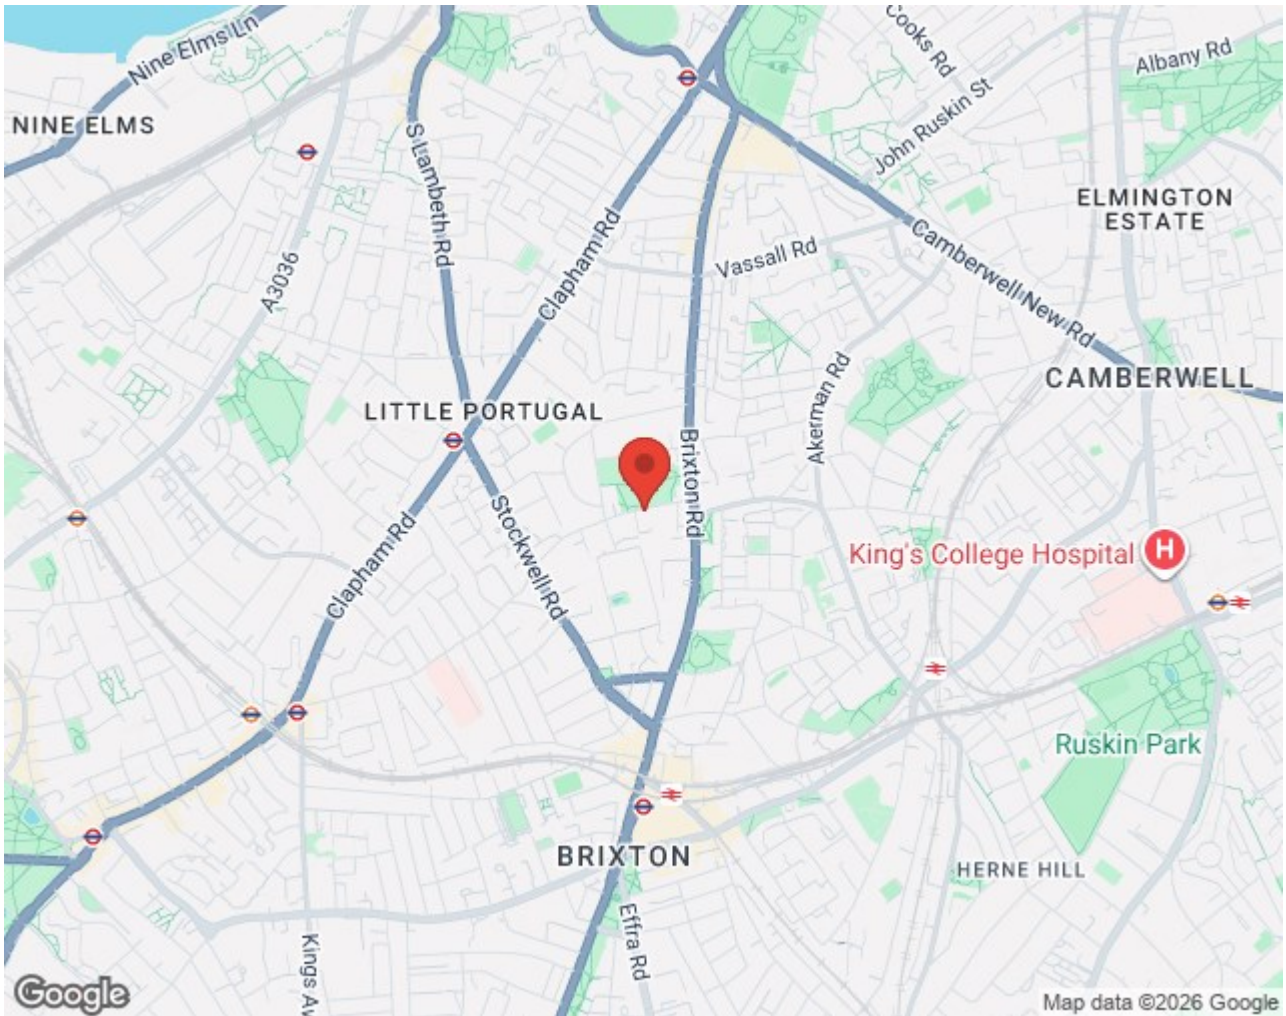 Nine Elms Ln
Cooks Rd
Albany Rd
NINE ELMS
John Ruskin St
S Lambeth Rd
ELMINGTON
ESTATE
Clapham Rd
Vassall Rd
Camberwell New Rd
A3036
CAMBERWELL
LITTLE PORTUGAL
Akerman Rd
Brixton Rd
Stockwell Rd
Clapham Rd
King's College Hospital
H
Ruskin Park
BRIXTON
HERNE HILL
Effra Rd
Kings Av
Google
Map data ©2026 Google